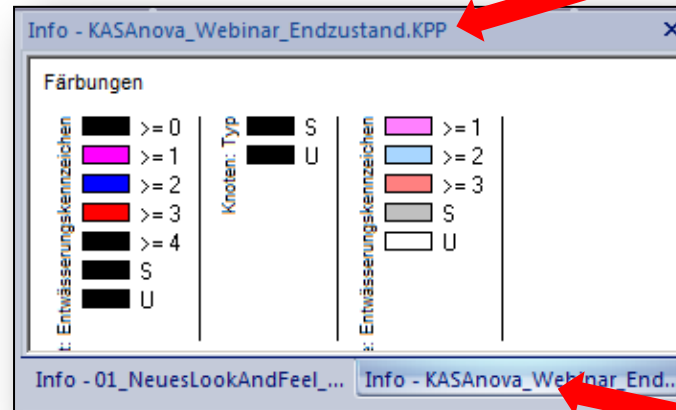 Info - KASAnova_Webinar_Endzustand.KPP
Färbungen
t: Entwässerungskennzeichen
>= 0
>= 1
>= 2
>= 3
>= 4
S
U
Knoten: Typ
S
U
e: Entwässerungskennzeichen
>= 1
>= 2
>= 3
S
U
Info - 01_NeuesLookAndFeel_...
Info - KASAnova_Webinar_End...